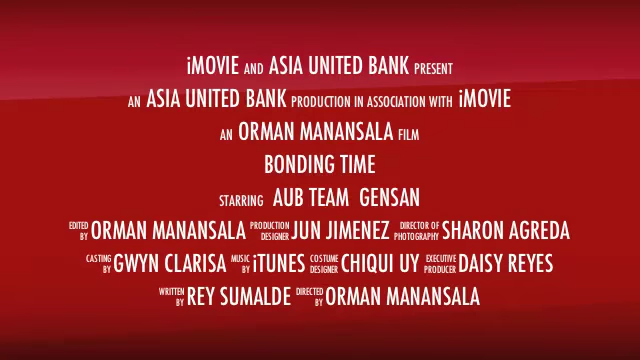 iMOVIE AND ASIA UNITED BANK PRESENT
AN ASIA UNITED BANK PRODUCTION IN ASSOCIATION WITH iMOVIE
AN ORMAN MANANSALA FILM
BONDING TIME
STARRING AUB TEAM GENSAN
EDITED BY ORMAN MANANSALA PRODUCTION DESIGNER JUN JIMENEZ DIRECTOR OF PHOTOGRAPHY SHARON AGREDA
CASTING BY GWYN CLARISA MUSIC BY iTUNES COSTUME DESIGNER CHIQUI UY EXECUTIVE PRODUCER DAISY REYES
WRITTEN BY REY SUMALDE DIRECTED BY ORMAN MANANSALA